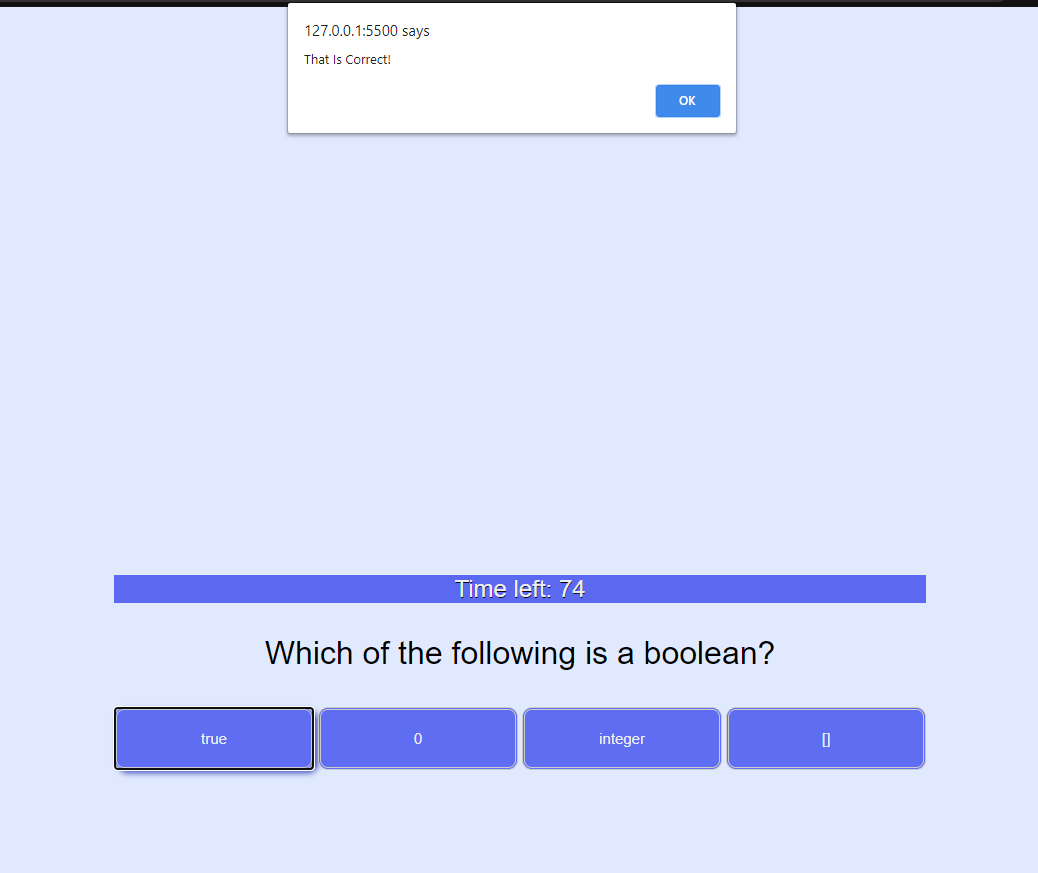 127.0.0.1:5500 says
That Is Correct!
OK
Time left: 74
Which of the following is a boolean?
true
0
integer
[]